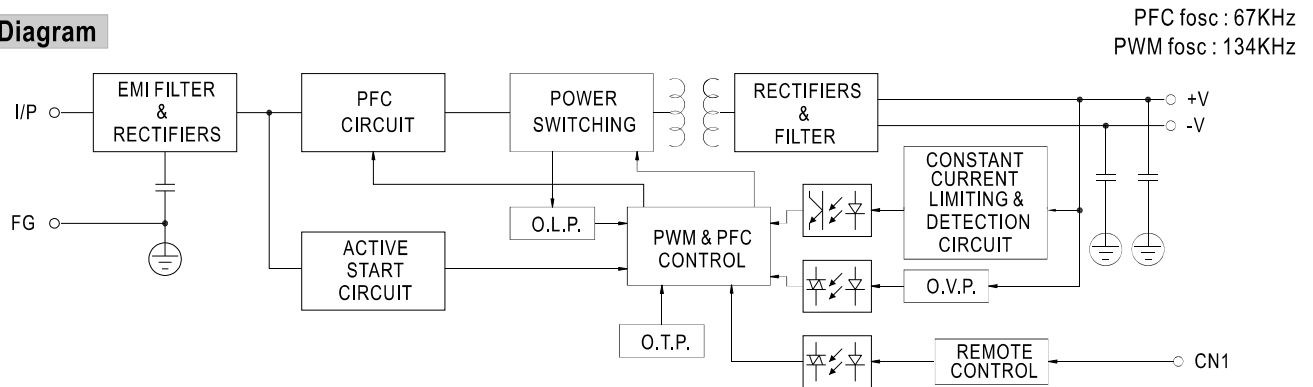 Diagram
PFC fosc : 67KHz
PWM fosc : 134KHz
I/P
EMI FILTER
&
RECTIFIERS
PFC
CIRCUIT
POWER
SWITCHING
RECTIFIERS
&
FILTER
+V
-V
FG
O.L.P.
PWM & PFC
CONTROL
CONSTANT
CURRENT
LIMITING &
DETECTION
CIRCUIT
ACTIVE
START
CIRCUIT
O.V.P.
O.T.P.
REMOTE
CONTROL
CN1